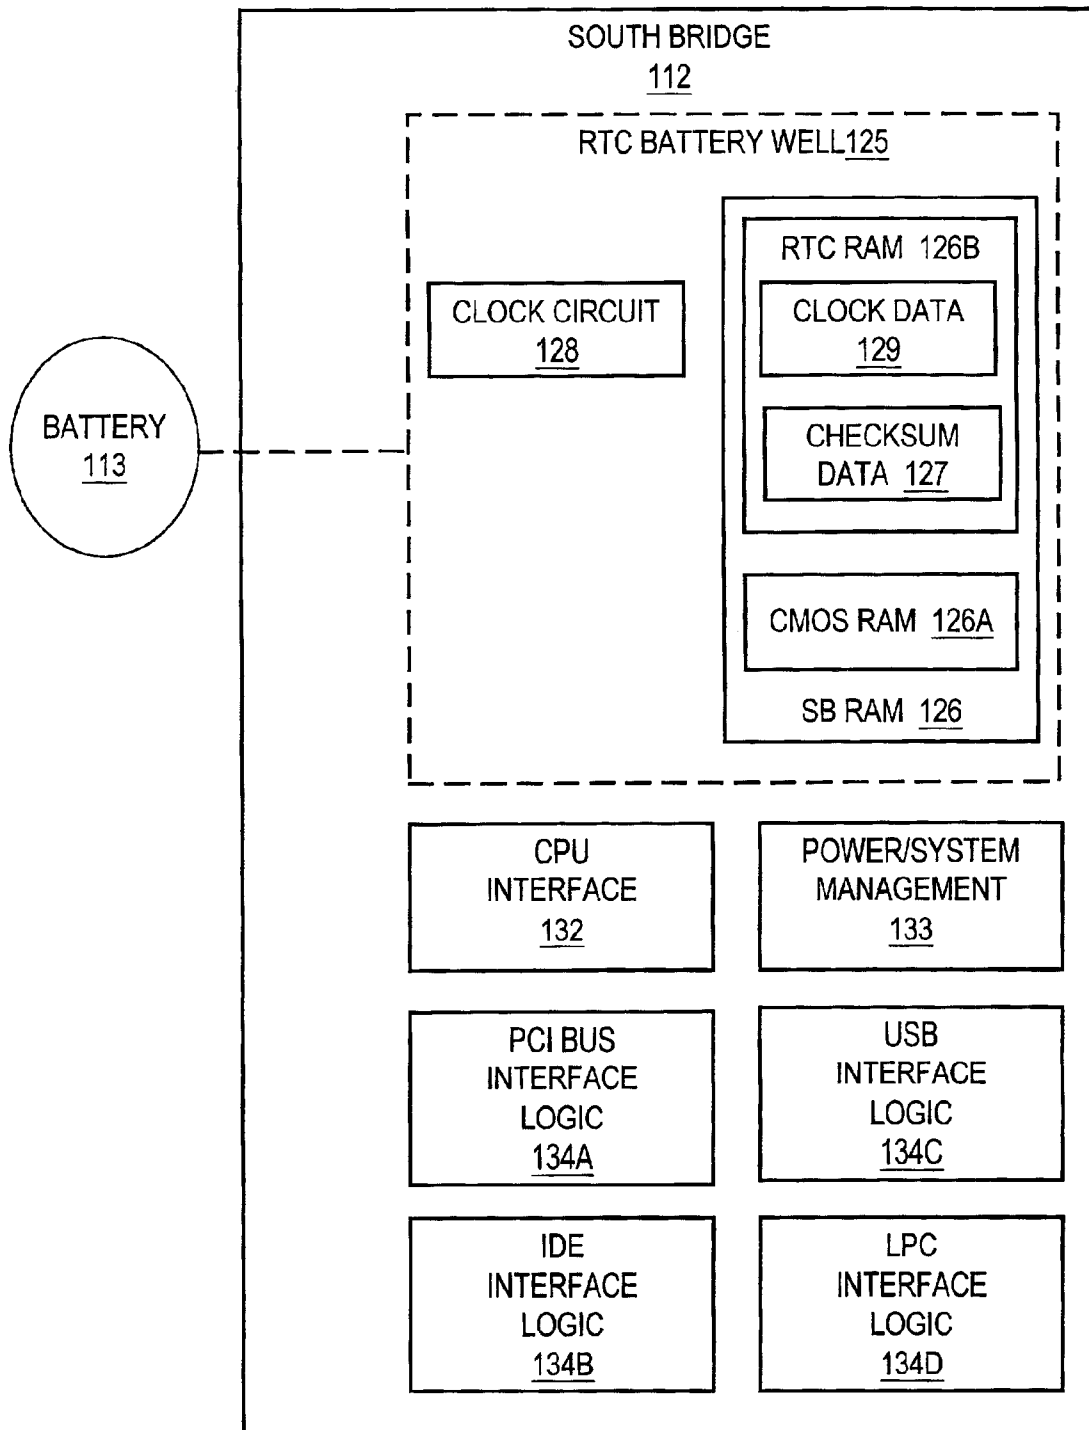 SOUTH BRIDGE
112
RTC BATTERY WELL125
RTC RAM 126B
CLOCK CIRCUIT
128
CLOCK DATA
129
BATTERY
113
CHECKSUM
DATA 127
CMOS RAM 126A
SB RAM 126
CPU
INTERFACE
132
POWER/SYSTEM
MANAGEMENT
133
PCI BUS
INTERFACE
LOGIC
134A
USB
INTERFACE
LOGIC
134C
IDE
INTERFACE
LOGIC
134B
LPC
INTERFACE
LOGIC
134D